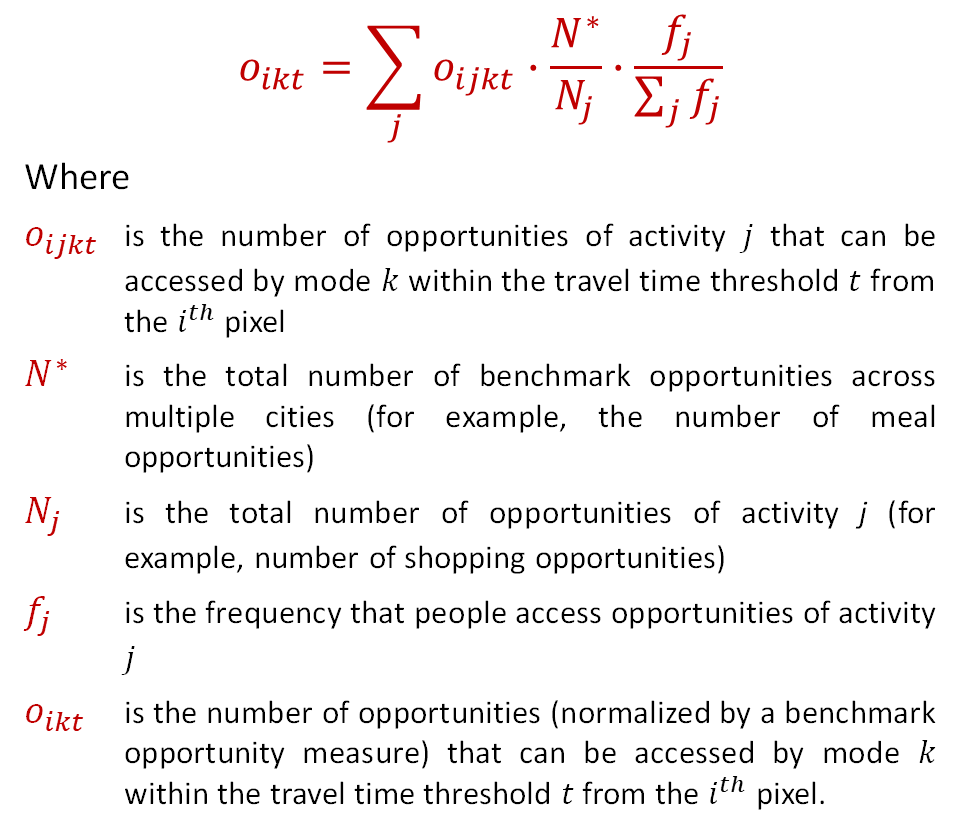 o_{ikt} = \sum_j o_{ijkt} \cdot \frac{N^*}{N_j} \cdot \frac{f_j}{\sum_j f_j}
Where
o_{ijkt} is the number of opportunities of activity j that can be
accessed by mode k within the travel time threshold t from
the i^{th} pixel
N^* is the total number of benchmark opportunities across
multiple cities (for example, the number of meal
opportunities)
N_j is the total number of opportunities of activity j (for
example, number of shopping opportunities)
f_j is the frequency that people access opportunities of activity
j
o_{ikt} is the number of opportunities (normalized by a benchmark
opportunity measure) that can be accessed by mode k
within the travel time threshold t from the i^{th} pixel.